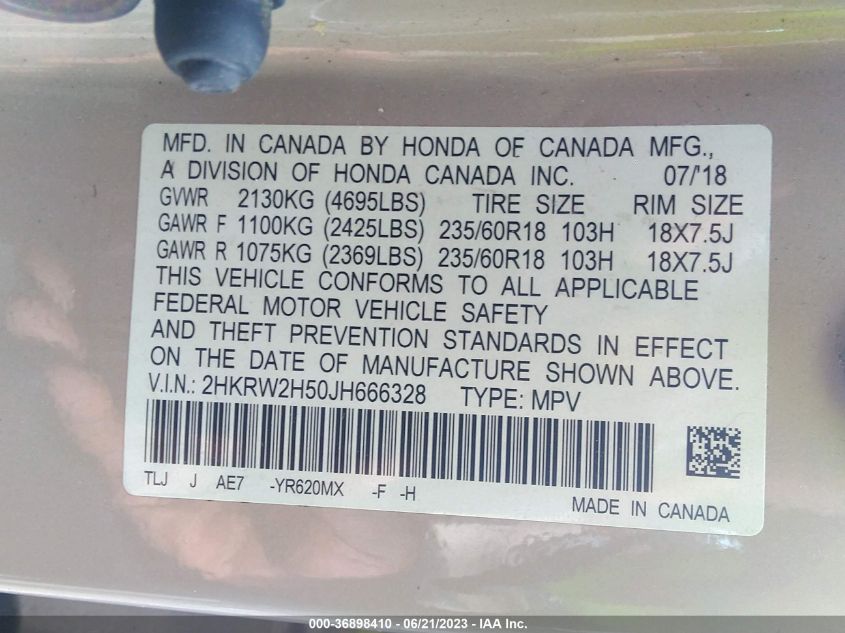 MFD. IN CANADA BY HONDA OF CANADA MFG.,
A DIVISION OF HONDA CANADA INC. 07/'18
GVWR 2130KG (4695LBS) TIRE SIZE RIM SIZE
GAWR F 1100KG (2425LBS) 235/60R18 103H 18X7.5J
GAWR R 1075KG (2369LBS) 235/60R18 103H 18X7.5J
THIS VEHICLE CONFORMS TO ALL APPLICABLE
FEDERAL MOTOR VEHICLE SAFETY
AND THEFT PREVENTION STANDARDS IN EFFECT
ON THE DATE OF MANUFACTURE SHOWN ABOVE.
V.I.N.: 2HKRW2H50JH666328 TYPE: MPV
TLJ J AE7 -YR620MX -F -H
MADE IN CANADA
000-36898410 - 06/21/2023 - IAA Inc.